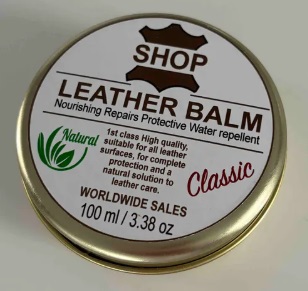 SHOP
LEATHER BALM
Nourishing Repairs Protective Water repellent
Natural
1st class High quality,
suitable for all leather
surfaces, for complete
protection and a
natural solution to
leather care.
Classic
WORLDWIDE SALES
100 ml / 3.38 oz